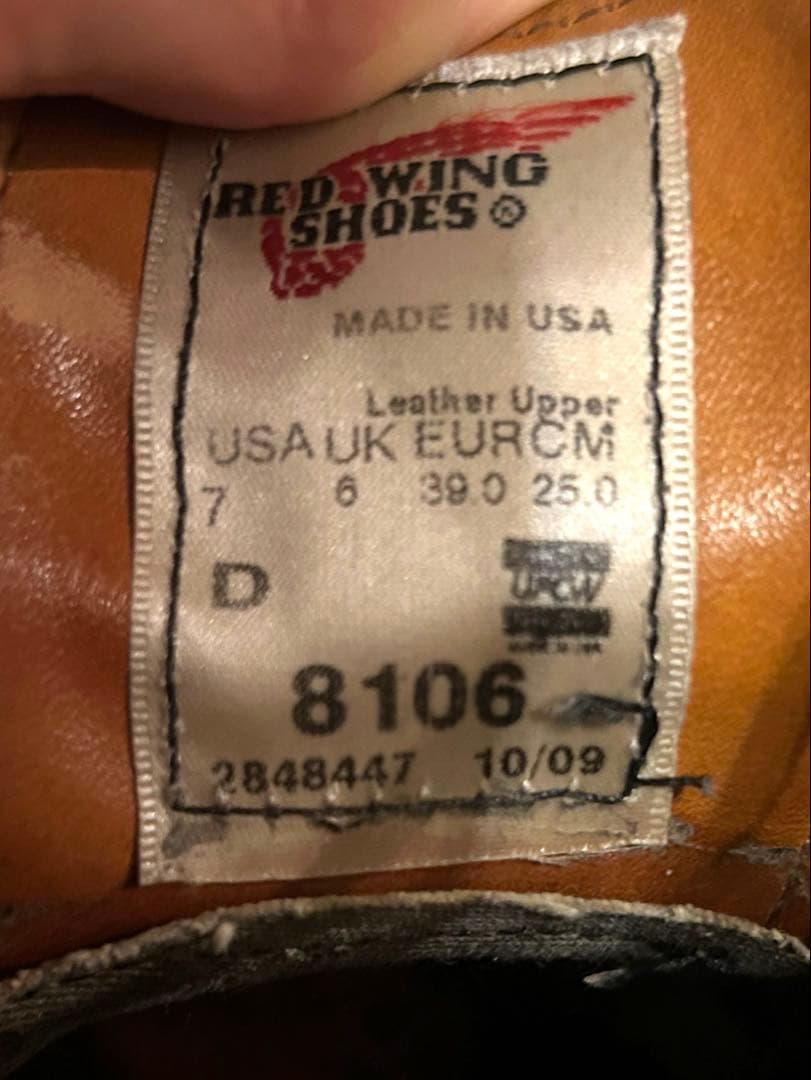 RED WING
SHOES ®
MADE IN USA
Leather Upper
USA UK EUR CM
7 6 39.0 25.0
D
UFCW
8106
2848447 10/09